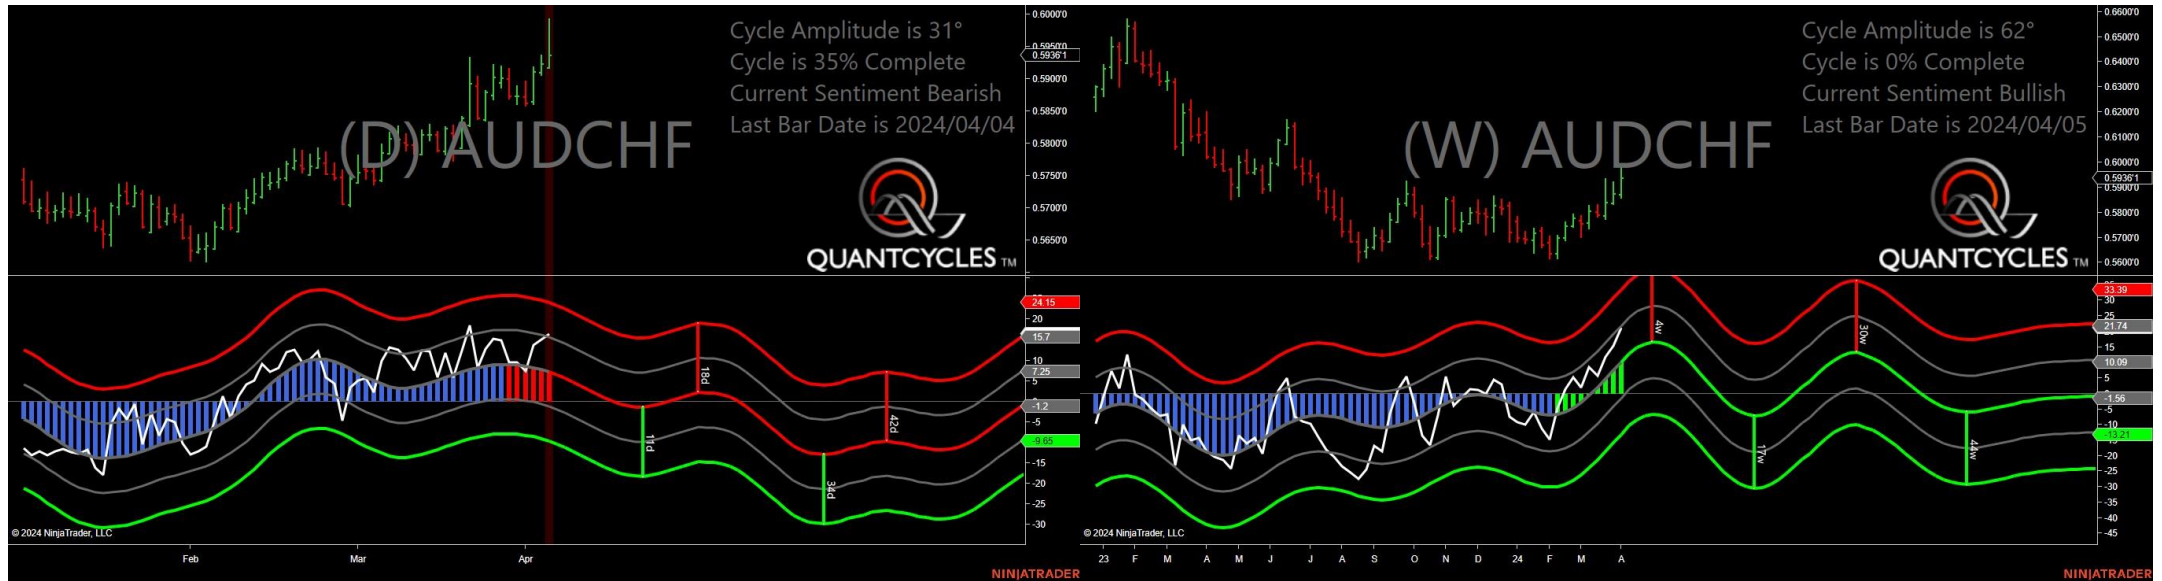 Cycle Amplitude is 31°
Cycle is 35% Complete
Current Sentiment Bearish
Last Bar Date is 2024/04/04
(D) AUDCHF
QUANTCYCLES TM
0.6000'0
0.5950'0
0.5936'1
0.5900'0
0.5850'0
0.5800'0
0.5750'0
0.5700'0
0.5650'0
24.15
20
15.7
10
7.25
5
-1.2
-5
-9.65
-15
-20
-25
-30
11d
18d
34d
42d
© 2024 NinjaTrader, LLC
Feb
Mar
Apr
NINJATRADER
Cycle Amplitude is 62°
Cycle is 0% Complete
Current Sentiment Bullish
Last Bar Date is 2024/04/05
(W) AUDCHF
QUANTCYCLES TM
0.6600'0
0.6500'0
0.6400'0
0.6300'0
0.6200'0
0.6100'0
0.6000'0
0.5936'1
0.5900'0
0.5800'0
0.5700'0
0.5600'0
33.39
30
25
21.74
15
10.09
5
-1.56
-5
-13.21
-20
-25
-30
-35
-40
-45
4w
17w
30w
44w
© 2024 NinjaTrader, LLC
23
F
M
A
M
J
J
A
S
O
N
D
24
F
M
A
NINJATRADER